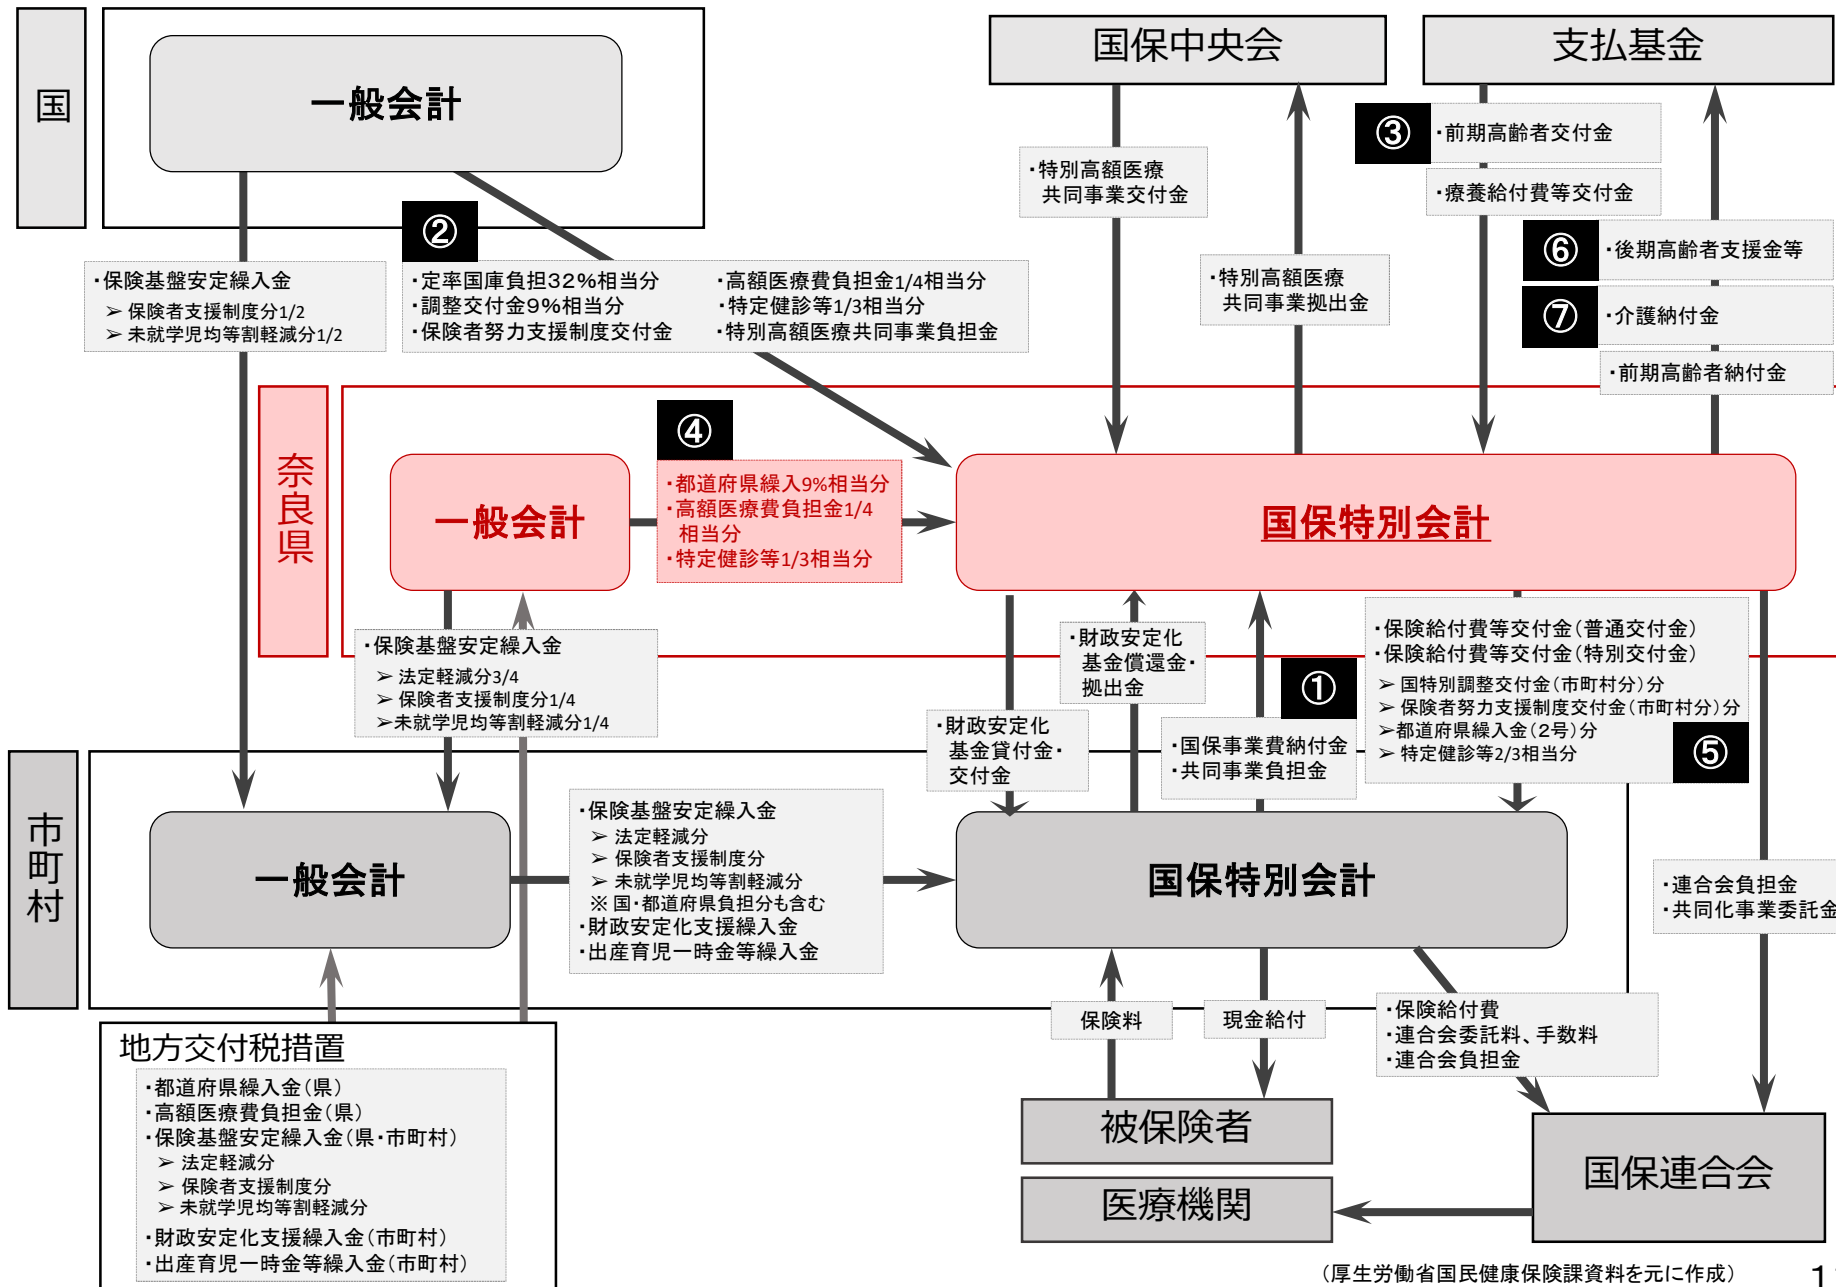 国
一般会計
国保中央会
支払基金
③
・前期高齢者交付金
・療養給付費等交付金
・特別高額医療
共同事業交付金
②
⑥
・後期高齢者支援金等
・保険基盤安定繰入金
➢ 保険者支援制度分1/2
➢ 未就学児均等割軽減分1/2
・定率国庫負担32%相当分
・調整交付金9%相当分
・保険者努力支援制度交付金
・高額医療費負担金1/4相当分
・特定健診等1/3相当分
・特別高額医療共同事業負担金
・特別高額医療
共同事業拠出金
⑦
・介護納付金
・前期高齢者納付金
奈良県
④
一般会計
・都道府県繰入9%相当分
・高額医療費負担金1/4
相当分
・特定健診等1/3相当分
国保特別会計
・保険基盤安定繰入金
➢ 法定軽減分3/4
➢ 保険者支援制度分1/4
➢未就学児均等割軽減分1/4
・財政安定化
基金償還金・
拠出金
①
・保険給付費等交付金(普通交付金)
・保険給付費等交付金(特別交付金)
➢ 国特別調整交付金(市町村分)分
➢ 保険者努力支援制度交付金(市町村分)分
➢都道府県繰入金(2号)分
➢ 特定健診等2/3相当分
⑤
・財政安定化
基金貸付金・
交付金
・国保事業費納付金
・共同事業負担金
市町村
一般会計
・保険基盤安定繰入金
➢ 法定軽減分
➢ 保険者支援制度分
➢ 未就学児均等割軽減分
※ 国・都道府県負担分も含む
・財政安定化支援繰入金
・出産育児一時金等繰入金
国保特別会計
・連合会負担金
・共同化事業委託金
保険料
現金給付
・保険給付費
・連合会委託料、手数料
・連合会負担金
地方交付税措置
・都道府県繰入金(県)
・高額医療費負担金(県)
・保険基盤安定繰入金(県・市町村)
➢ 法定軽減分
➢ 保険者支援制度分
➢ 未就学児均等割軽減分
・財政安定化支援繰入金(市町村)
・出産育児一時金等繰入金(市町村)
被保険者
医療機関
国保連合会
(厚生労働省国民健康保険課資料を元に作成)